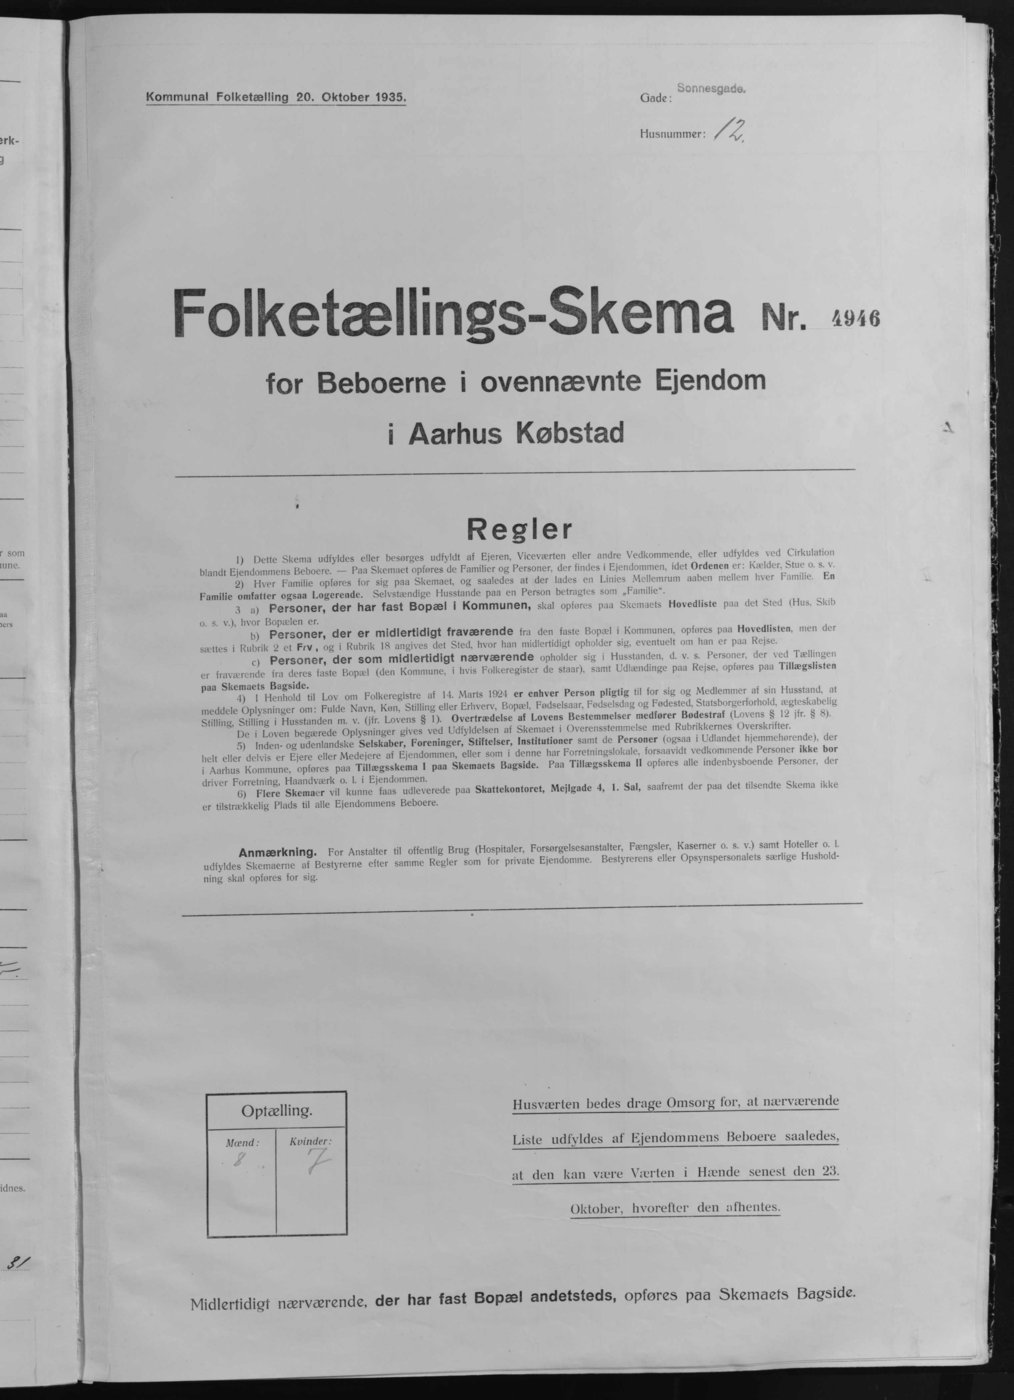 Kommunal Folketælling 20. Oktober 1935.
Gade: Sonnesgade.
Husnummer: 12.
Folketællings-Skema Nr. 4946
for Beboerne i ovennævnte Ejendom
i Aarhus Købstad
Regler
1) Dette Skema udfyldes eller besørges udfyldt af Ejeren, Viceværten eller andre Vedkommende, eller udfyldes ved Cirkulation
blandt Ejendommens Beboere. — Paa Skemaet opføres de Familier og Personer, der findes i Ejendommen, idet Ordenen er: Kælder, Stue o. s. v.
2) Hver Familie opføres for sig paa Skemaet, og saaledes at der lades en Linies Mellemrum aaben mellem hver Familie. En
Familie omfatter ogsaa Logerende. Selvstændige Husstande paa en Person betragtes som „Familie“.
3 a) Personer, der har fast Bopæl i Kommunen, skal opføres paa Skemaets Hovedliste paa det Sted (Hus, Skib
o. s. v.), hvor Bopælen er.
b) Personer, der er midlertidigt fraværende fra den faste Bopæl i Kommunen, opføres paa Hovedlisten, men der
sættes i Rubrik 2 et Frv, og i Rubrik 18 angives det Sted, hvor han midlertidigt opholder sig, eventuelt om han er paa Rejse.
c) Personer, der som midlertidigt nærværende opholder sig i Husstanden, d. v. s. Personer, der ved Tællingen
er fraværende fra deres faste Bopæl (den Kommune, i hvis Folkeregister de staar), samt Udlændinge paa Rejse, opføres paa Tillægslisten
paa Skemaets Bagside.
4) I Henhold til Lov om Folkeregistre af 14. Marts 1924 er enhver Person pligtig til for sig og Medlemmer af sin Husstand, at
meddele Oplysninger om: Fulde Navn, Køn, Stilling eller Erhverv, Bopæl, Fødselsaar, Fødselsdag og Fødested, Statsborgerforhold, ægteskabelig
Stilling, Stilling i Husstanden m. v. (jfr. Lovens § 1). Overtrædelse af Lovens Bestemmelser medfører Bødestraf (Lovens § 12 jfr. § 8).
De i Loven begærede Oplysninger gives ved Udfyldelsen af Skemaet i Overensstemmelse med Rubrikkernes Overskrifter.
5) Inden- og udenlandske Selskaber, Foreninger, Stiftelser, Institutioner samt de Personer (ogsaa i Udlandet hjemmehørende), der
helt eller delvis er Ejere eller Medejere af Ejendommen, eller som i denne har Forretningslokale, forsaavidt vedkommende Personer ikke bor
i Aarhus Kommune, opføres paa Tillægsskema I paa Skemaets Bagside. Paa Tillægsskema II opføres alle indenbysboende Personer, der
driver Forretning, Haandværk o. l. i Ejendommen.
6) Flere Skemaer vil kunne faas udleverede paa Skattekontoret, Mejlgade 4, 1. Sal, saafremt der paa det tilsendte Skema ikke
er tilstrækkelig Plads til alle Ejendommens Beboere.
Anmærkning. For Anstalter til offentlig Brug (Hospitaler, Forsørgelsesanstalter, Fængsler, Kaserner o. s. v.) samt Hoteller o. l.
udfyldes Skemaerne af Bestyrerne efter samme Regler som for private Ejendomme. Bestyrerens eller Opsynspersonalets særlige Hushold-
ning skal opføres for sig.
Optælling.
Mænd: Kvinder:
8 7
Husværten bedes drage Omsorg for, at nærværende
Liste udfyldes af Ejendommens Beboere saaledes,
at den kan være Værten i Hænde senest den 23.
Oktober, hvorefter den afhentes.
Midlertidigt nærværende, der har fast Bopæl andetsteds, opføres paa Skemaets Bagside.
idnes.
31